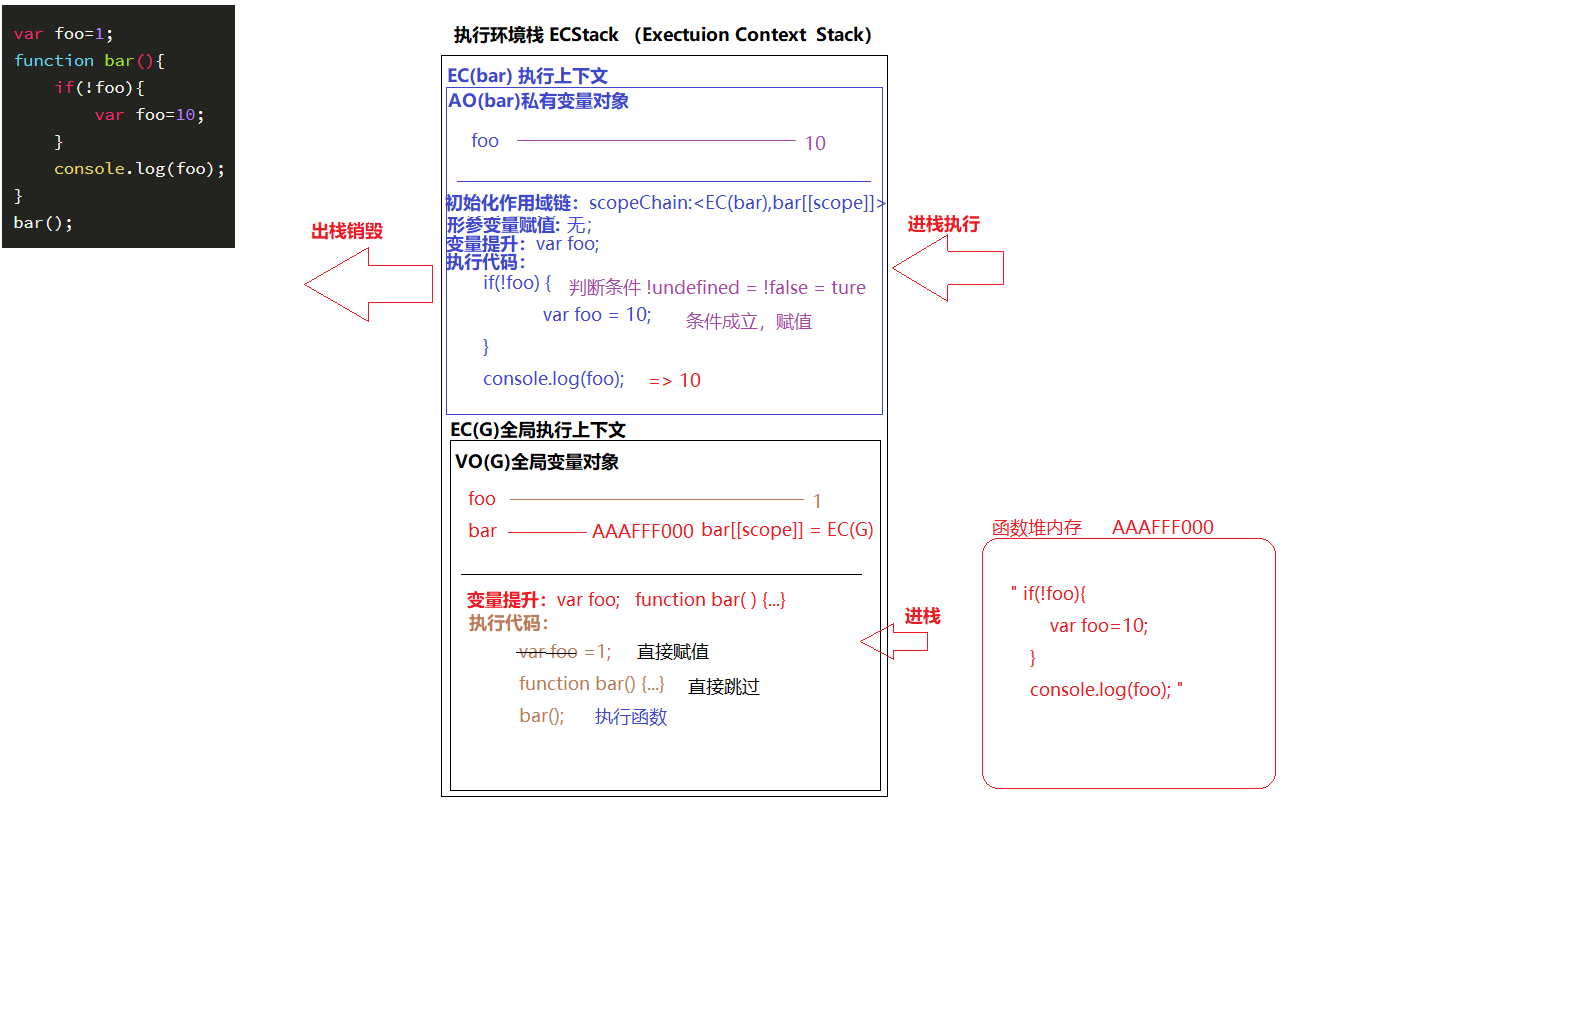 var foo=1;
function bar(){
if(!foo){
var foo=10;
}
console.log(foo);
}
bar();
执行环境栈 ECStack （Exectuion Context Stack）
EC(bar) 执行上下文
AO(bar)私有变量对象
foo 10
初始化作用域链：scopeChain:<EC(bar),bar[[scope]]>
形参变量赋值: 无；
变量提升：var foo;
执行代码：
if(!foo) { 判断条件 !undefined = !false = ture
var foo = 10; 条件成立，赋值
}
console.log(foo); => 10
出栈销毁
进栈执行
EC(G)全局执行上下文
VO(G)全局变量对象
foo 1
bar AAAFFF000 bar[[scope]] = EC(G)
变量提升：var foo; function bar( ) {...}
执行代码：
var foo =1; 直接赋值
function bar() {...} 直接跳过
bar(); 执行函数
进栈
函数堆内存 AAAFFF000
" if(!foo){
var foo=10;
}
console.log(foo); "